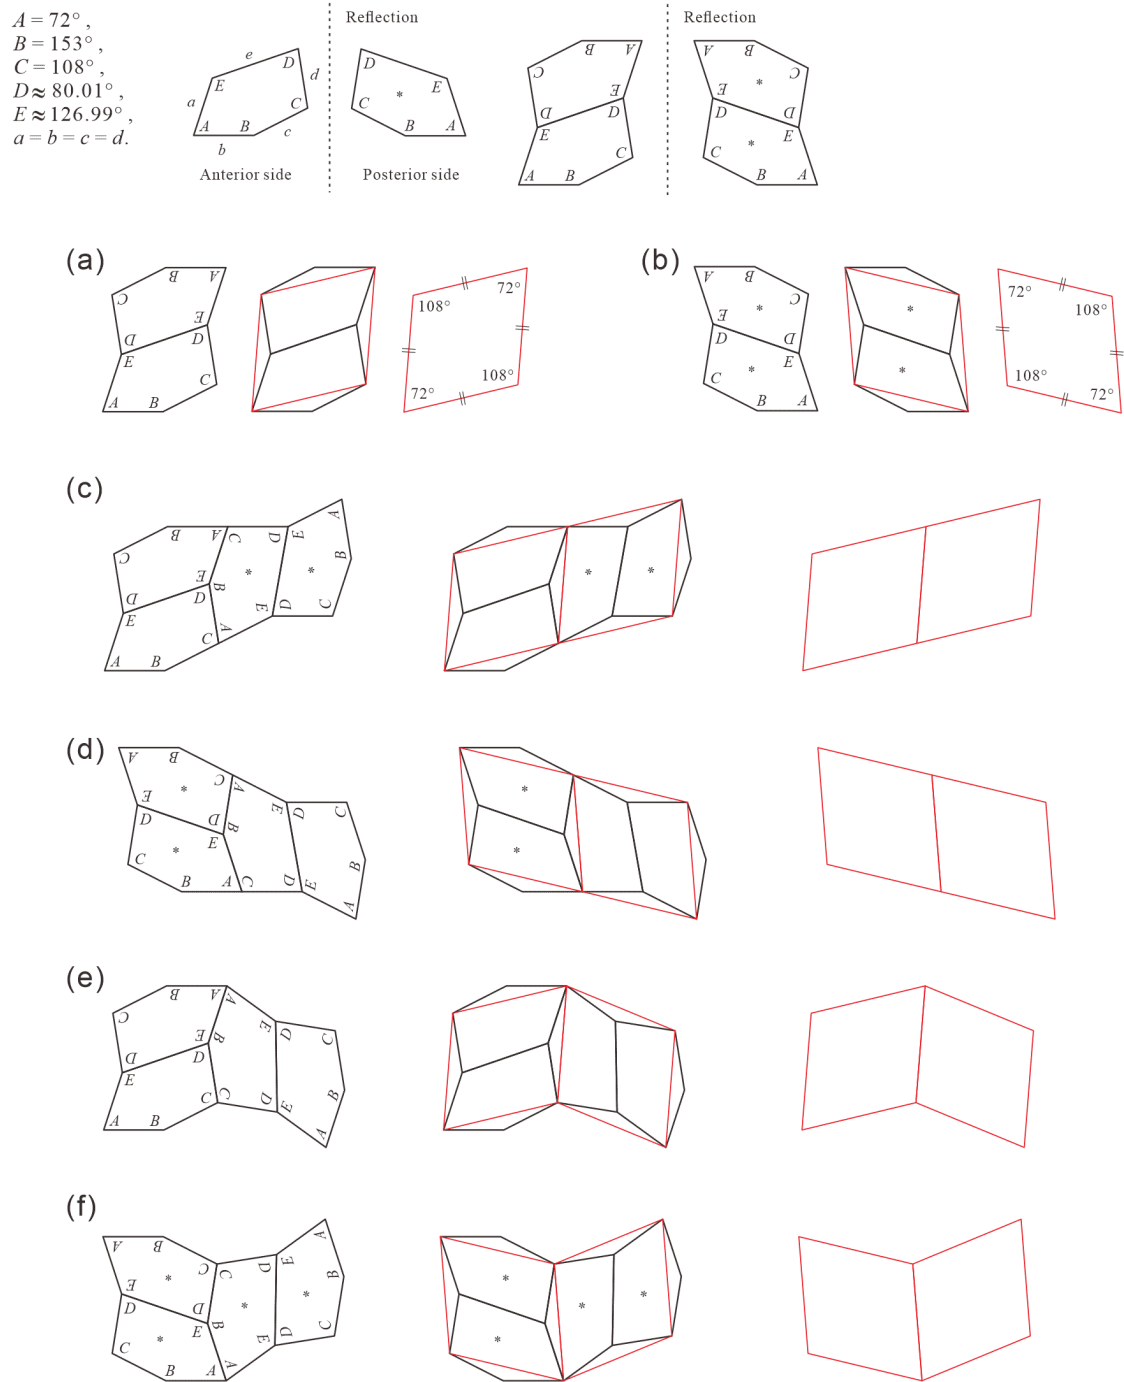 A = 72° ,
B = 153° ,
C = 108° ,
D ≈ 80.01° ,
E ≈ 126.99° ,
a = b = c = d.
e
D
d
E
a
C
A
B
c
b
Anterior side
Reflection
D
E
*
C
B
A
Posterior side
B
A
C
E
D
D
E
C
A
B
Reflection
A
B
C
*
E
D
D
E
*
C
B
A
(a)
B
A
C
E
D
D
E
C
A
B
108°
72°
72°
108°
(b)
A
B
C
*
E
D
D
E
*
C
B
A
*
*
72°
108°
108°
72°
(c)
B
A
C
D
E
A
C
E
B
*
*
B
D
D
E
E
D
C
C
A
A
B
*
*
(d)
A
B
C
A
E
*
E
D
C
D
D
B
E
*
C
B
B
A
C
D
E
A
*
*
(e)
B
A
A
C
E
D
C
E
B
D
D
E
B
C
C
D
E
A
B
A
(f)
A
B
C
C
D
E
A
*
E
B
D
D
*
*
E
B
C
*
E
D
C
B
A
A
*
*
*
*